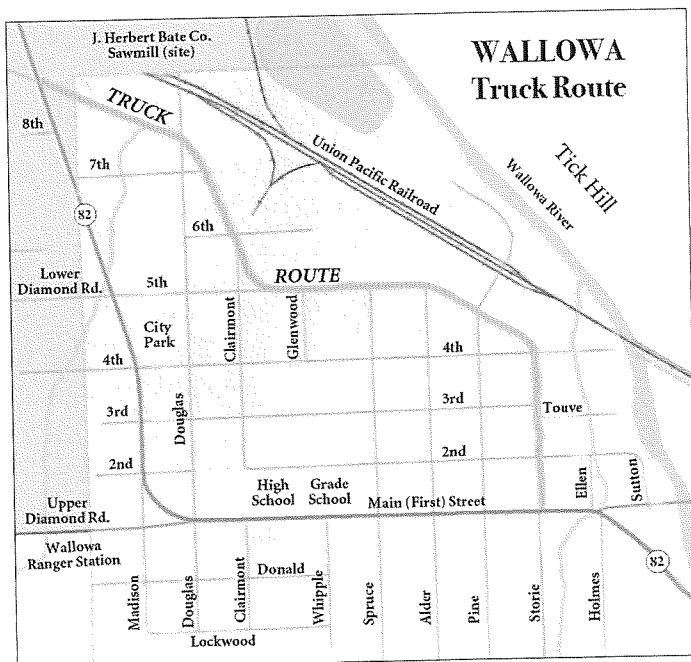 J. Herbert Bate Co.
Sawmill (site)
WALLOWA
Truck Route
TRUCK
8th
7th
Union Pacific Railroad
Tick Hill
Wallowa River
82
6th
Lower
Diamond Rd.
5th
ROUTE
City
Park
Clairmont
Glenwood
4th
4th
3rd
Douglas
3rd
Touve
2nd
2nd
High
School
Grade
School
Ellen
Sutton
Upper
Diamond Rd.
Main (First) Street
Wallowa
Ranger Station
82
Madison
Douglas
Clairmont
Donald
Whipple
Spruce
Alder
Pine
Storie
Holmes
Lockwood